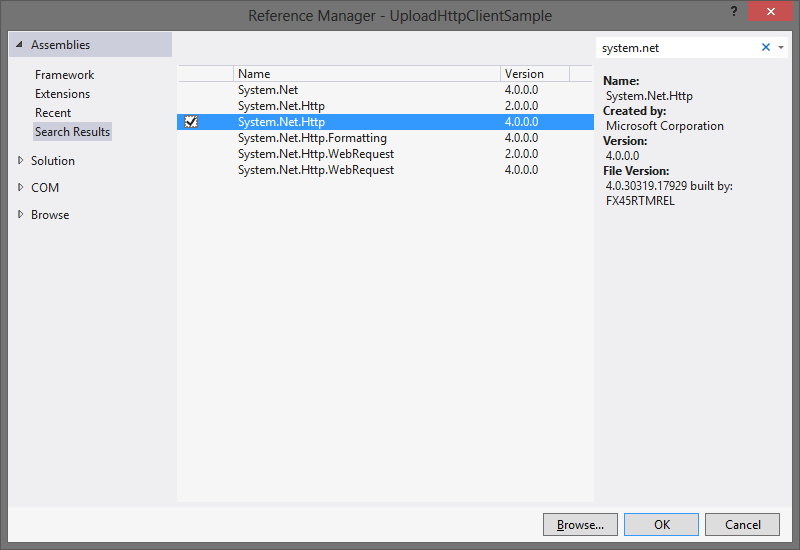 Reference Manager - UploadHttpClientSample
?
Assemblies
Framework
Extensions
Recent
Search Results
Solution
COM
Browse
Name Version
System.Net 4.0.0.0
System.Net.Http 2.0.0.0
System.Net.Http 4.0.0.0
System.Net.Http.Formatting 4.0.0.0
System.Net.Http.WebRequest 2.0.0.0
System.Net.Http.WebRequest 4.0.0.0
system.net
Name:
System.Net.Http
Created by:
Microsoft Corporation
Version:
4.0.0.0
File Version:
4.0.30319.17929 built by:
FX45RTMREL
Browse... OK Cancel